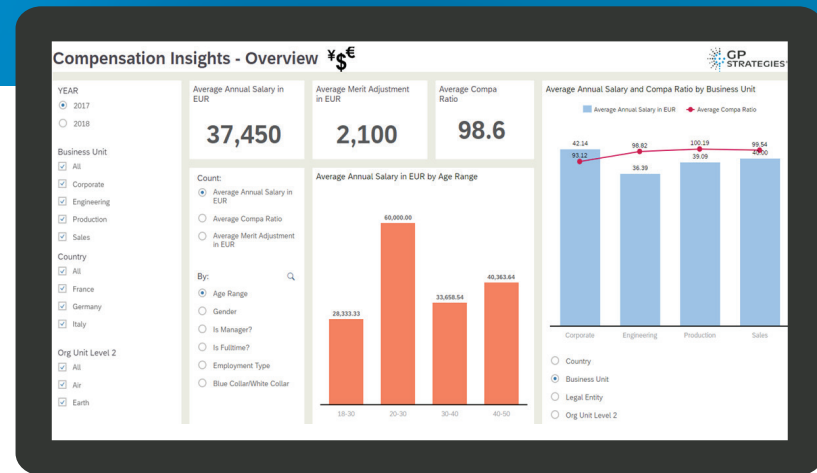 Compensation Insights - Overview ¥$€
GP
STRATEGIES
YEAR
2017
2018
Business Unit
All
Corporate
Engineering
Production
Sales
Country
All
France
Germany
Italy
Org Unit Level 2
All
Air
Earth
Average Annual Salary in
EUR
37,450
Average Merit Adjustment
in EUR
2,100
Average Compa
Ratio
98.6
Count:
Average Annual Salary in
EUR
Average Compa Ratio
Average Merit Adjustment
in EUR
By:
Age Range
Gender
Is Manager?
Is Fulltime?
Employment Type
Blue Collar/White Collar
Average Annual Salary in EUR by Age Range
28,333.33
60,000.00
33,658.54
40,363.64
18-30
20-30
30-40
40-50
Average Annual Salary and Compa Ratio by Business Unit
Average Annual Salary in EUR
Average Compa Ratio
42.14
93.12
98.82
36.39
100.19
39.09
99.54
40.00
Corporate
Engineering
Production
Sales
Country
Business Unit
Legal Entity
Org Unit Level 2